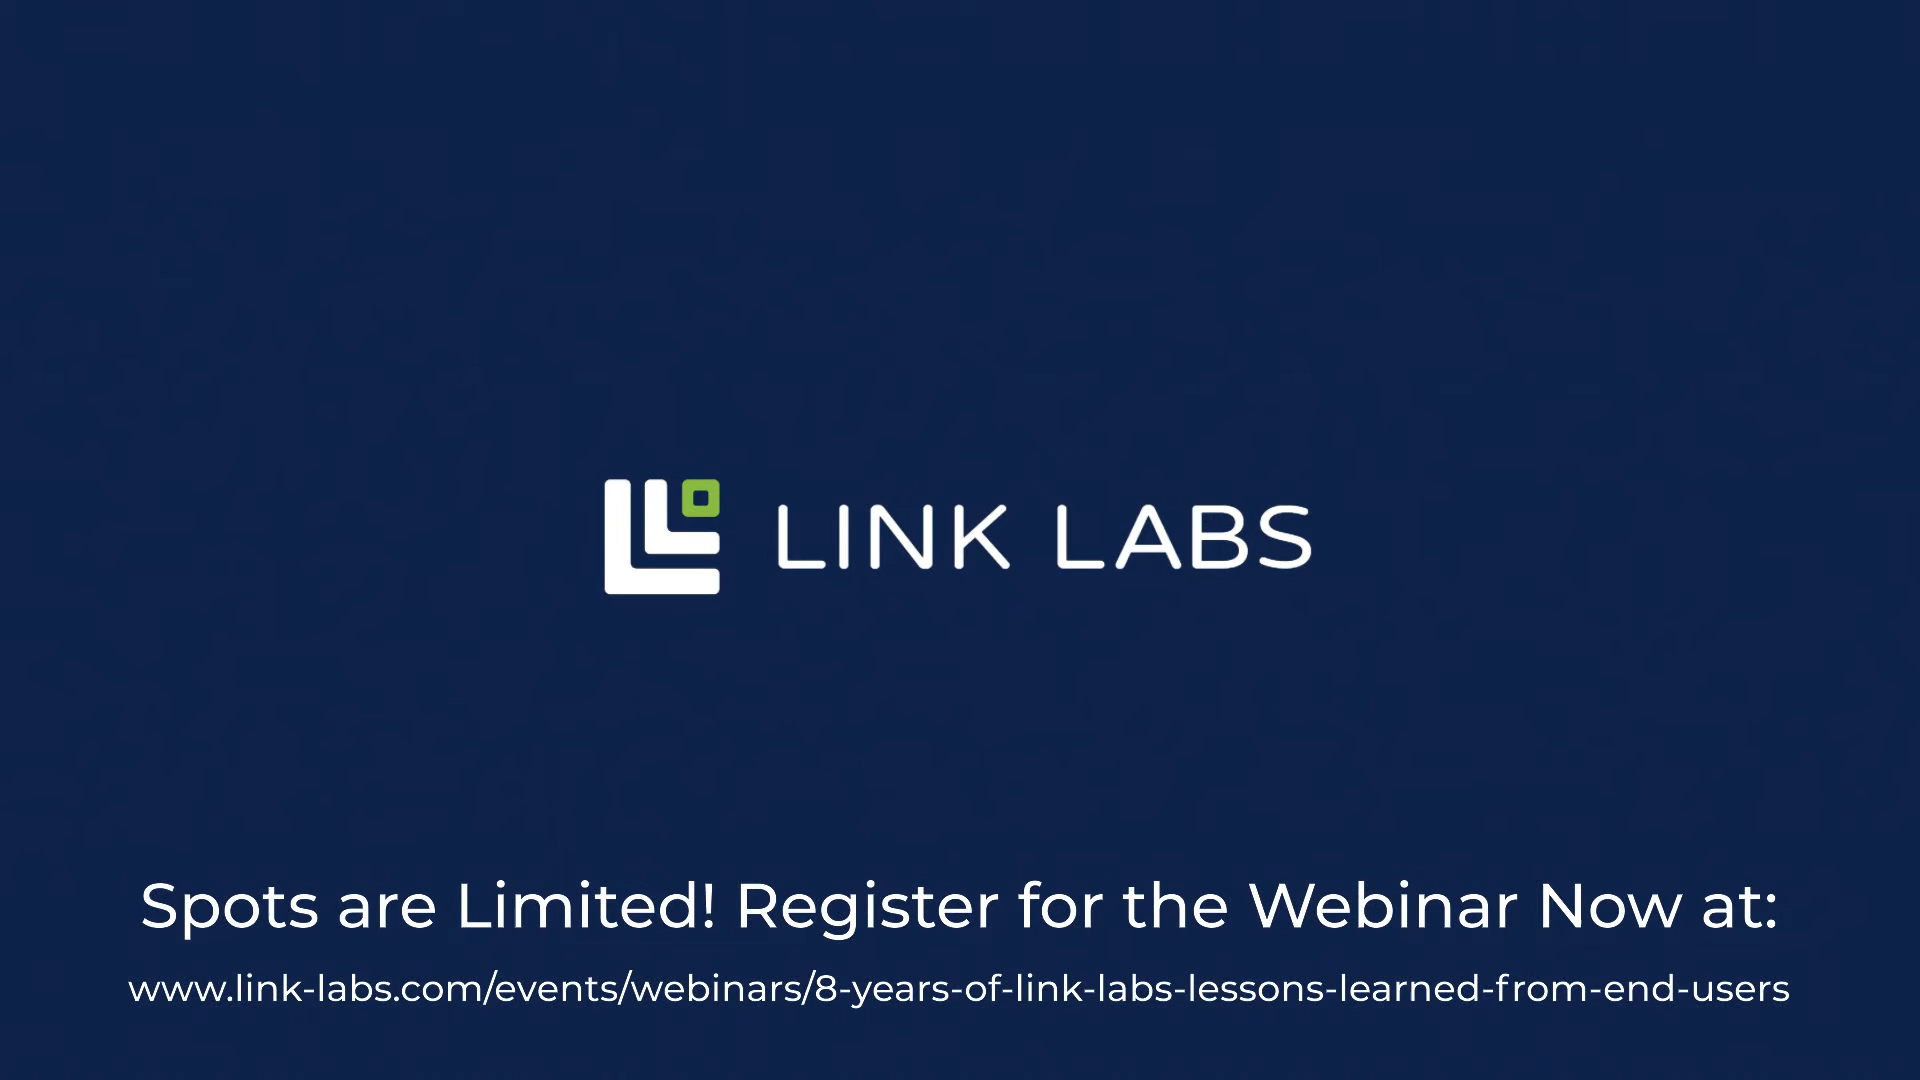 LINK LABS
Spots are Limited! Register for the Webinar Now at:
www.link-labs.com/events/webinars/8-years-of-link-labs-lessons-learned-from-end-users